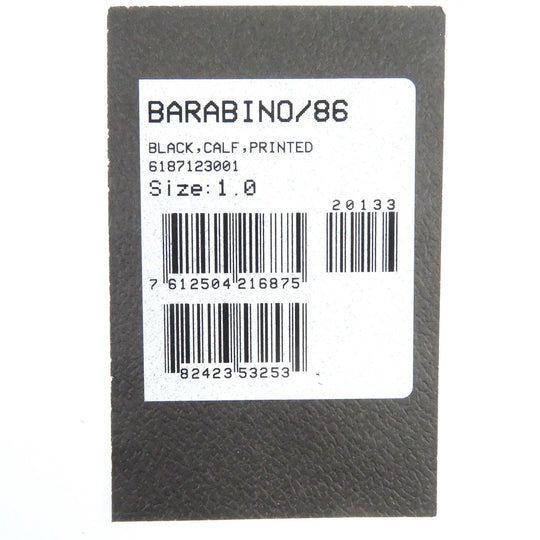 BARABINO/86
BLACK,CALF,PRINTED
6187123001
Size:1.0
20133
7 612504 216875
82423 53253